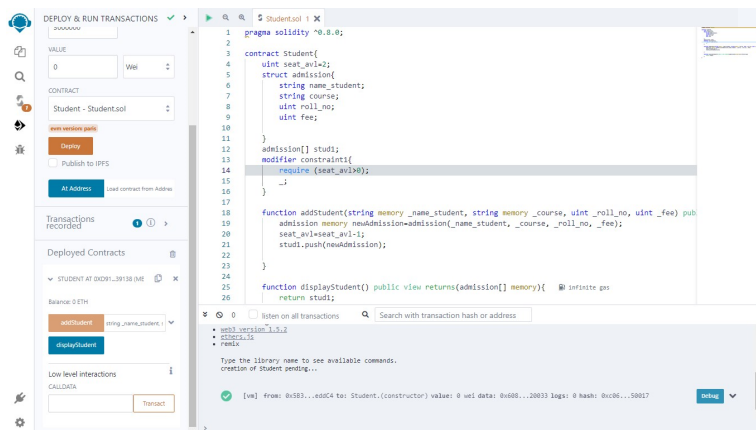 DEPLOY & RUN TRANSACTIONS
3000000
VALUE
0
Wei
CONTRACT
Student - Student.sol
evm version: paris
Deploy
Publish to IPFS
At Address
Load contract from Addres
Transactions recorded
1
Deployed Contracts
STUDENT AT 0XD91...39138 (ME
Balance: 0 ETH
addStudent
string _name_student, 
displayStudent
Low level interactions
CALLDATA
Transact
Student.sol 1
1 pragma solidity ^0.8.0;
2
3 contract Student{
4 uint seat_avl=2;
5 struct admission{
6 string name_student;
7 string course;
8 uint roll_no;
9 uint fee;
10
11 }
12 admission[] stud1;
13 modifier constraint1{
14 require (seat_avl>0);
15 _;
16 }
17
18 function addStudent(string memory _name_student, string memory _course, uint _roll_no, uint _fee) pub
19 admission memory newAdmission=admission(_name_student, _course, _roll_no, _fee);
20 seat_avl=seat_avl-1;
21 stud1.push(newAdmission);
22
23 }
24
25 function displayStudent() public view returns(admission[] memory){ infinite gas
26 return stud1;
0
listen on all transactions
Search with transaction hash or address
web3 version 1.5.2
ethers.js
remix
Type the library name to see available commands.
creation of Student pending...
[vm] from: 0x5B3...eddC4 to: Student.(constructor) value: 0 wei data: 0x608...20033 logs: 0 hash: 0xc06...50017
Debug
>